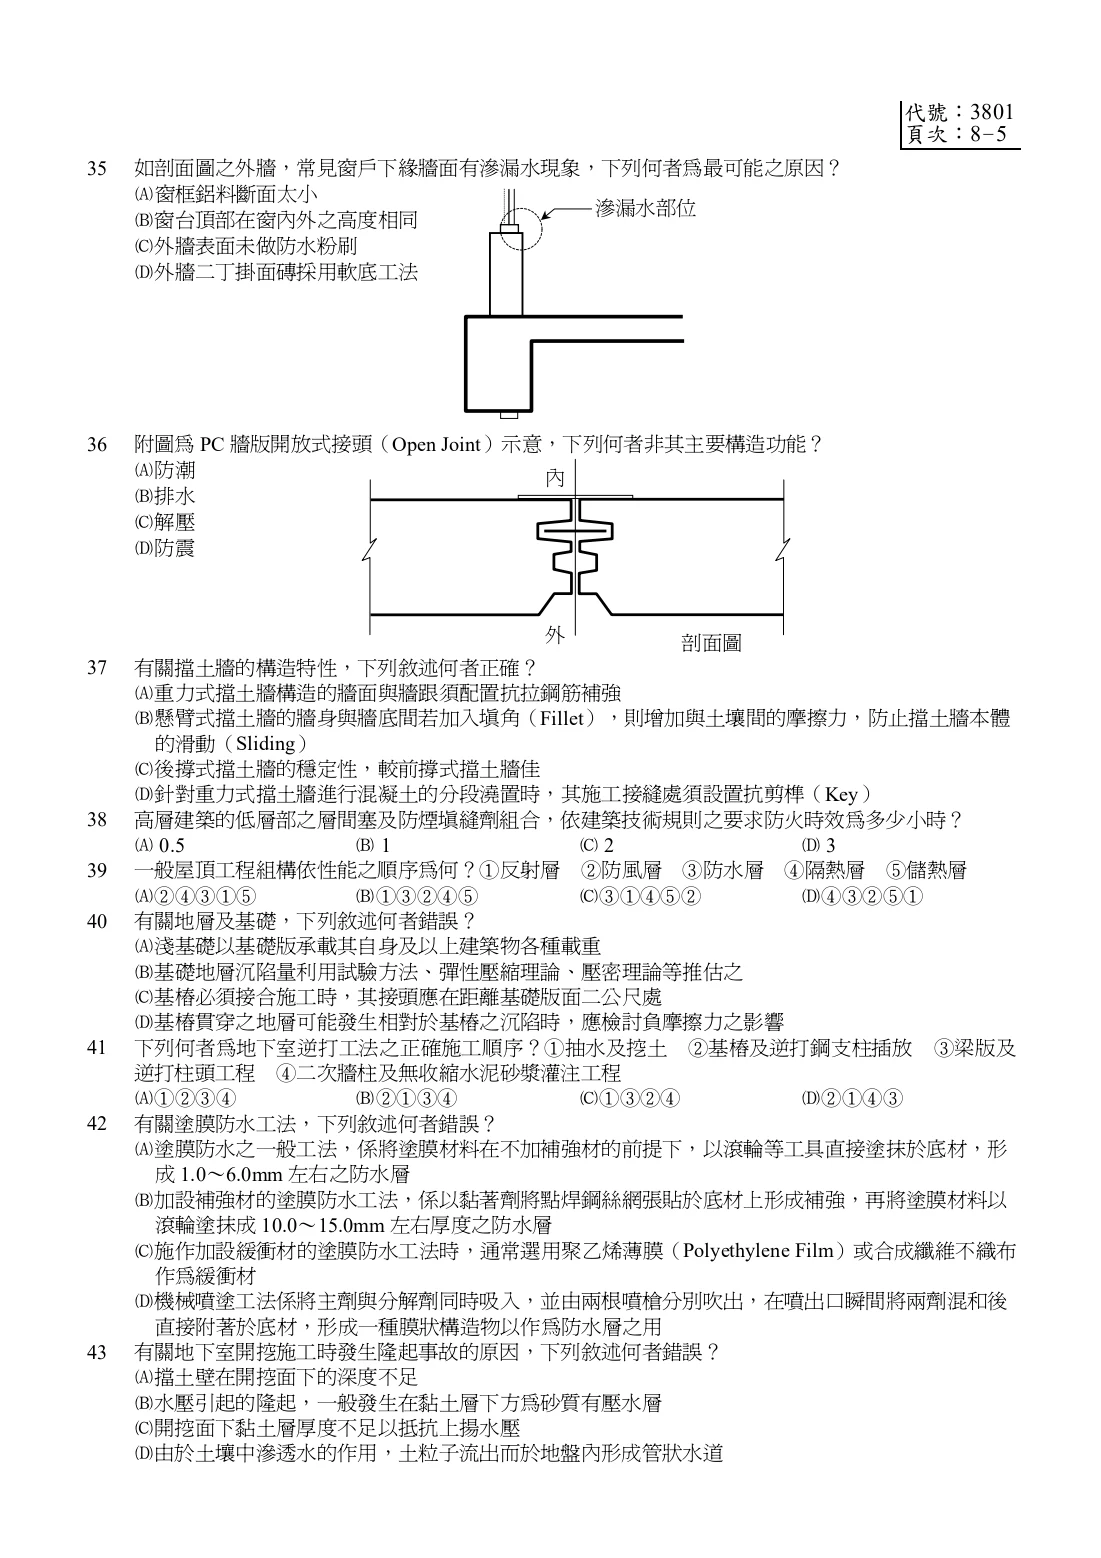 代號：3801
頁次：8－5
35 如剖面圖之外牆，常見窗戶下緣牆面有滲漏水現象，下列何者為最可能之原因？
(A)窗框鋁料斷面太小
(B)窗台頂部在窗內外之高度相同
(C)外牆表面未做防水粉刷
(D)外牆二丁掛面磚採用軟底工法
滲漏水部位
36 附圖為 PC 牆版開放式接頭（Open Joint）示意，下列何者非其主要構造功能？
(A)防潮
(B)排水
(C)解壓
(D)防震
內
外
剖面圖
37 有關擋土牆的構造特性，下列敘述何者正確？
(A)重力式擋土牆構造的牆面與牆跟須配置抗拉鋼筋補強
(B)懸臂式擋土牆的牆身與牆底間若加入填角（Fillet），則增加與土壤間的摩擦力，防止擋土牆本體
的滑動（Sliding）
(C)後撐式擋土牆的穩定性，較前撐式擋土牆佳
(D)針對重力式擋土牆進行混凝土的分段澆置時，其施工接縫處須設置抗剪榫（Key）
38 高層建築的低層部之層間塞及防煙填縫劑組合，依建築技術規則之要求防火時效為多少小時？
(A) 0.5 (B) 1 (C) 2 (D) 3
39 一般屋頂工程組構依性能之順序為何？①反射層 ②防風層 ③防水層 ④隔熱層 ⑤儲熱層
(A)②④③①⑤ (B)①③②④⑤ (C)③①④⑤② (D)④③②⑤①
40 有關地層及基礎，下列敘述何者錯誤？
(A)淺基礎以基礎版承載其自身及以上建築物各種載重
(B)基礎地層沉陷量利用試驗方法、彈性壓縮理論、壓密理論等推估之
(C)基樁必須接合施工時，其接頭應在距離基礎版面二公尺處
(D)基樁貫穿之地層可能發生相對於基樁之沉陷時，應檢討負摩擦力之影響
41 下列何者為地下室逆打工法之正確施工順序？①抽水及挖土 ②基樁及逆打鋼支柱插放 ③梁版及
逆打柱頭工程 ④二次牆柱及無收縮水泥砂漿灌注工程
(A)①②③④ (B)②①③④ (C)①③②④ (D)②①④③
42 有關塗膜防水工法，下列敘述何者錯誤？
(A)塗膜防水之一般工法，係將塗膜材料在不加補強材的前提下，以滾輪等工具直接塗抹於底材，形
成 1.0～6.0mm 左右之防水層
(B)加設補強材的塗膜防水工法，係以黏著劑將點焊鋼絲網張貼於底材上形成補強，再將塗膜材料以
滾輪塗抹成 10.0～15.0mm 左右厚度之防水層
(C)施作加設緩衝材的塗膜防水工法時，通常選用聚乙烯薄膜（Polyethylene Film）或合成纖維不織布
作為緩衝材
(D)機械噴塗工法係將主劑與分解劑同時吸入，並由兩根噴槍分別吹出，在噴出口瞬間將兩劑混和後
直接附著於底材，形成一種膜狀構造物以作為防水層之用
43 有關地下室開挖施工時發生隆起事故的原因，下列敘述何者錯誤？
(A)擋土壁在開挖面下的深度不足
(B)水壓引起的隆起，一般發生在黏土層下方為砂質有壓水層
(C)開挖面下黏土層厚度不足以抵抗上揚水壓
(D)由於土壤中滲透水的作用，土粒子流出而於地盤內形成管狀水道